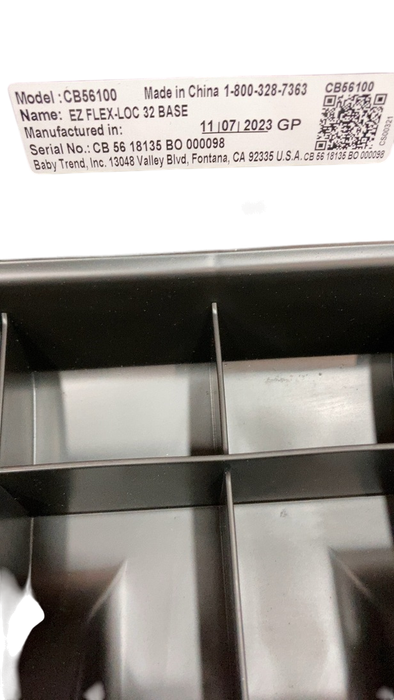 Model :CB56100 Made in China 1-800-328-7363 CB56100
Name: EZ FLEX-LOC 32 BASE
Manufactured in: 11|07|2023 GP
Serial No.: CB 56 18135 BO 000098
Baby Trend, Inc. 13048 Valley Blvd, Fontana, CA 92335 U.S.A. CB 56 18135 BO 000098
CS00321